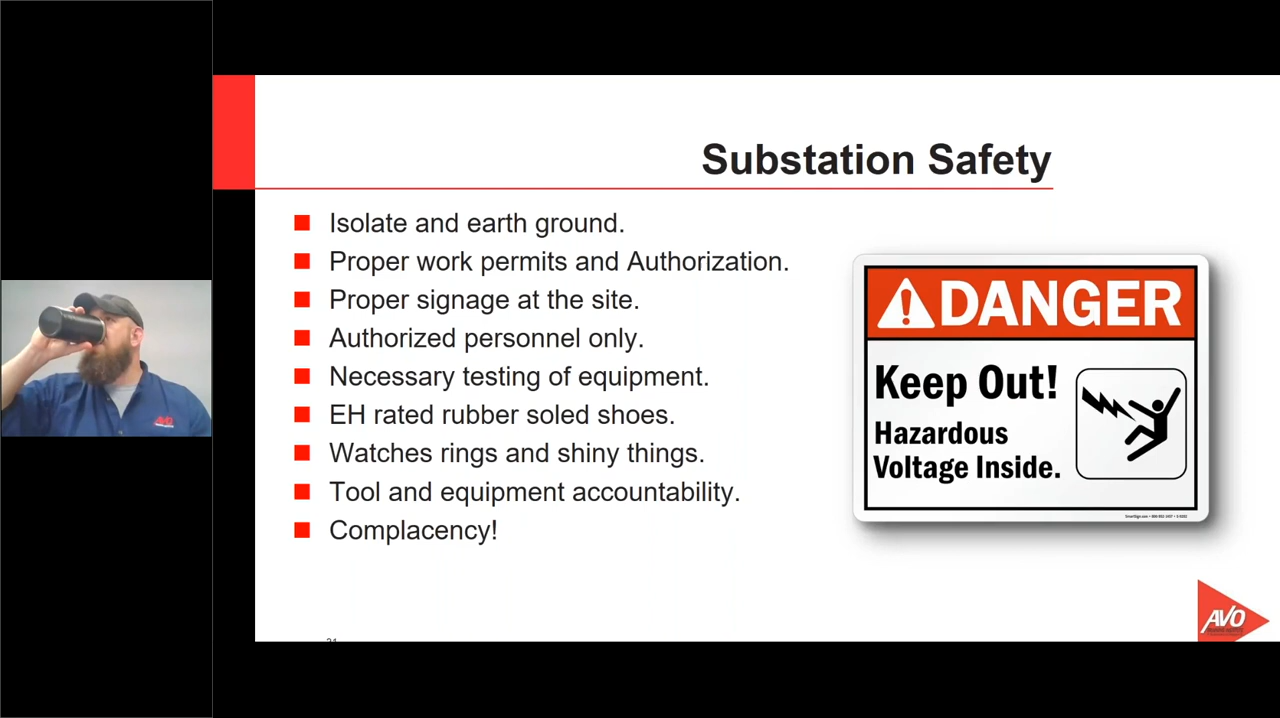 Substation Safety
Isolate and earth ground.
Proper work permits and Authorization.
Proper signage at the site.
Authorized personnel only.
Necessary testing of equipment.
EH rated rubber soled shoes.
Watches rings and shiny things.
Tool and equipment accountability.
Complacency!
DANGER
Keep Out!
Hazardous
Voltage Inside.
AVO
AVO